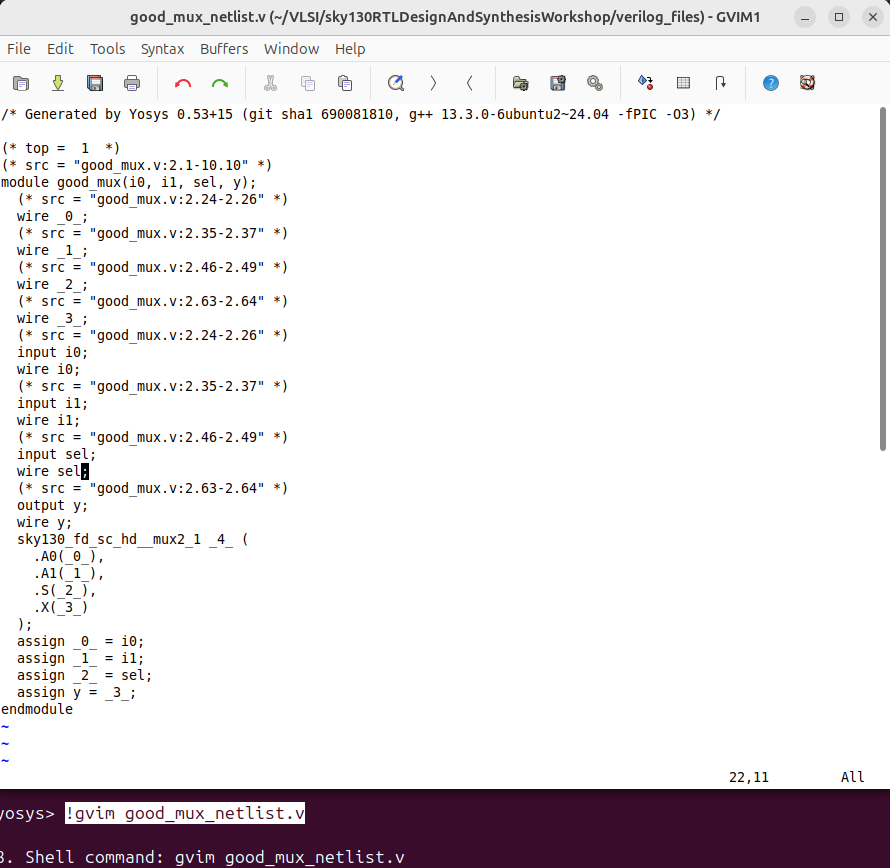 good_mux_netlist.v (~/VLSI/sky130RTLDesignAndSynthesisWorkshop/verilog_files) - GVIM1
File Edit Tools Syntax Buffers Window Help
/* Generated by Yosys 0.53+15 (git sha1 690081810, g++ 13.3.0-6ubuntu2~24.04 -fPIC -O3) */
(* top =  1  *)
(* src = "good_mux.v:2.1-10.10" *)
module good_mux(i0, i1, sel, y);
  (* src = "good_mux.v:2.24-2.26" *)
  wire _0_;
  (* src = "good_mux.v:2.35-2.37" *)
  wire _1_;
  (* src = "good_mux.v:2.46-2.49" *)
  wire _2_;
  (* src = "good_mux.v:2.63-2.64" *)
  wire _3_;
  (* src = "good_mux.v:2.24-2.26" *)
  input i0;
  wire i0;
  (* src = "good_mux.v:2.35-2.37" *)
  input i1;
  wire i1;
  (* src = "good_mux.v:2.46-2.49" *)
  input sel;
  wire sel;
  (* src = "good_mux.v:2.63-2.64" *)
  output y;
  wire y;
  sky130_fd_sc_hd__mux2_1 _4_ (
    .A0(_0_),
    .A1(_1_),
    .S(_2_),
    .X(_3_)
  );
  assign _0_ = i0;
  assign _1_ = i1;
  assign _2_ = sel;
  assign y = _3_;
endmodule
~
~
~
22,11 All
yosys> !gvim good_mux_netlist.v
8. Shell command: gvim good_mux_netlist.v